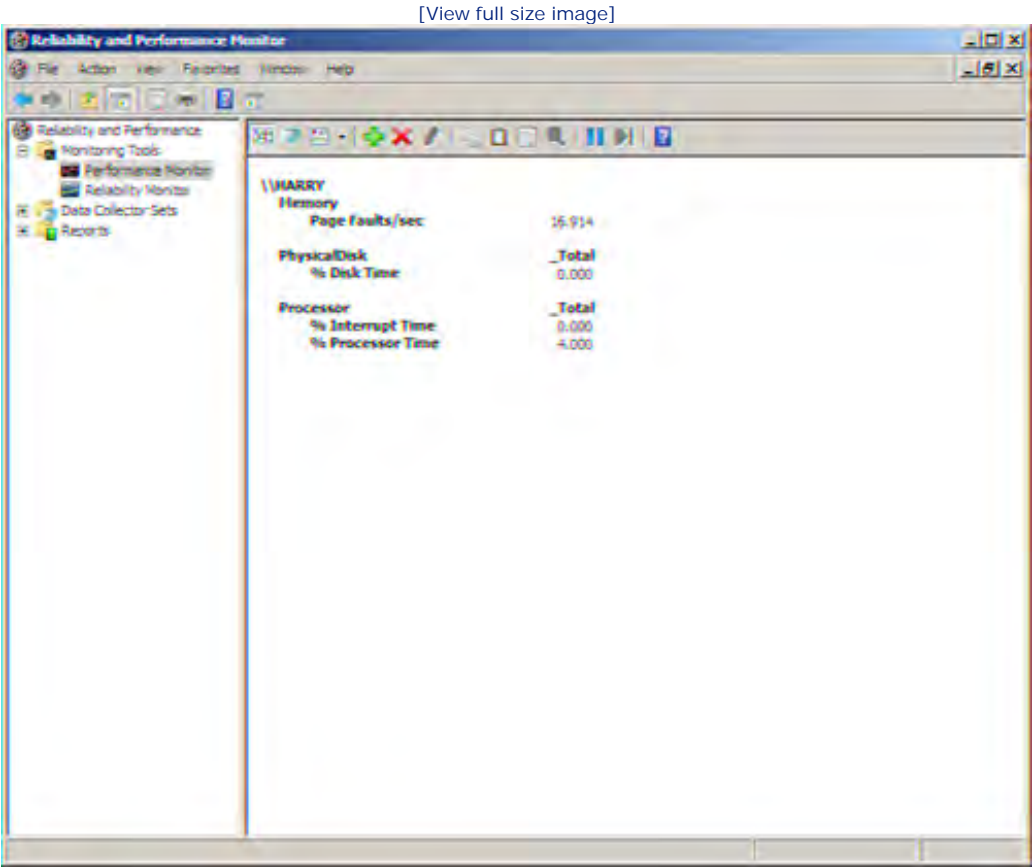 [View full size image]
Reliability and Performance Monitor
File Action View Favorites Window Help
Reliability and Performance
Monitoring Tools
Performance Monitor
Reliability Monitor
Data Collector Sets
Reports
\\HARRY
Memory
Page Faults/sec 16.914
PhysicalDisk _Total
% Disk Time 0.000
Processor _Total
% Interrupt Time 0.000
% Processor Time 4.000